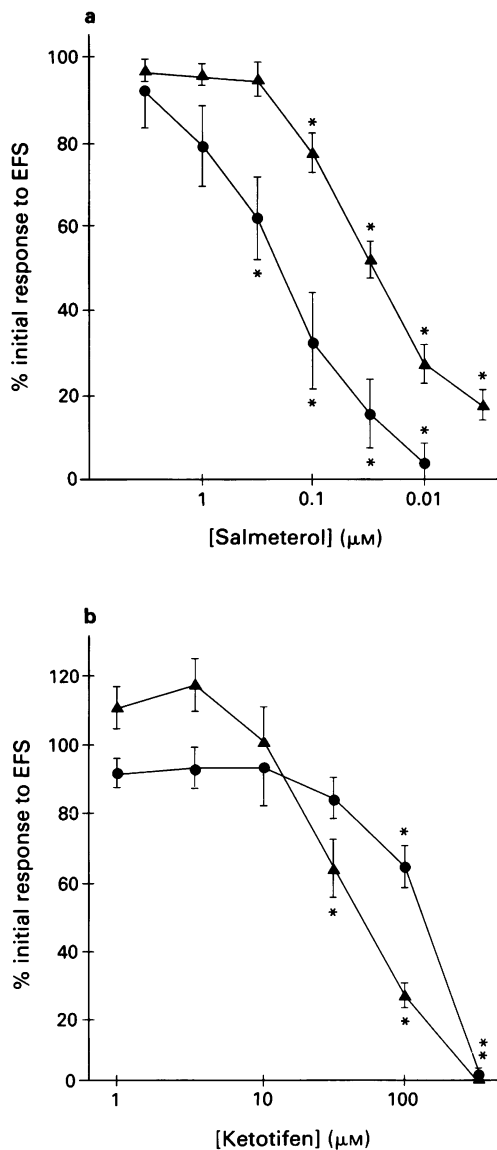 a
% initial response to EFS
100
80
60
40
20
0
* * * *
* * * *
1 0.1 0.01
[Salmeterol] (μM)
b
% initial response to EFS
120
100
80
60
40
20
0
*
* *
* *
1 10 100
[Ketotifen] (μM)